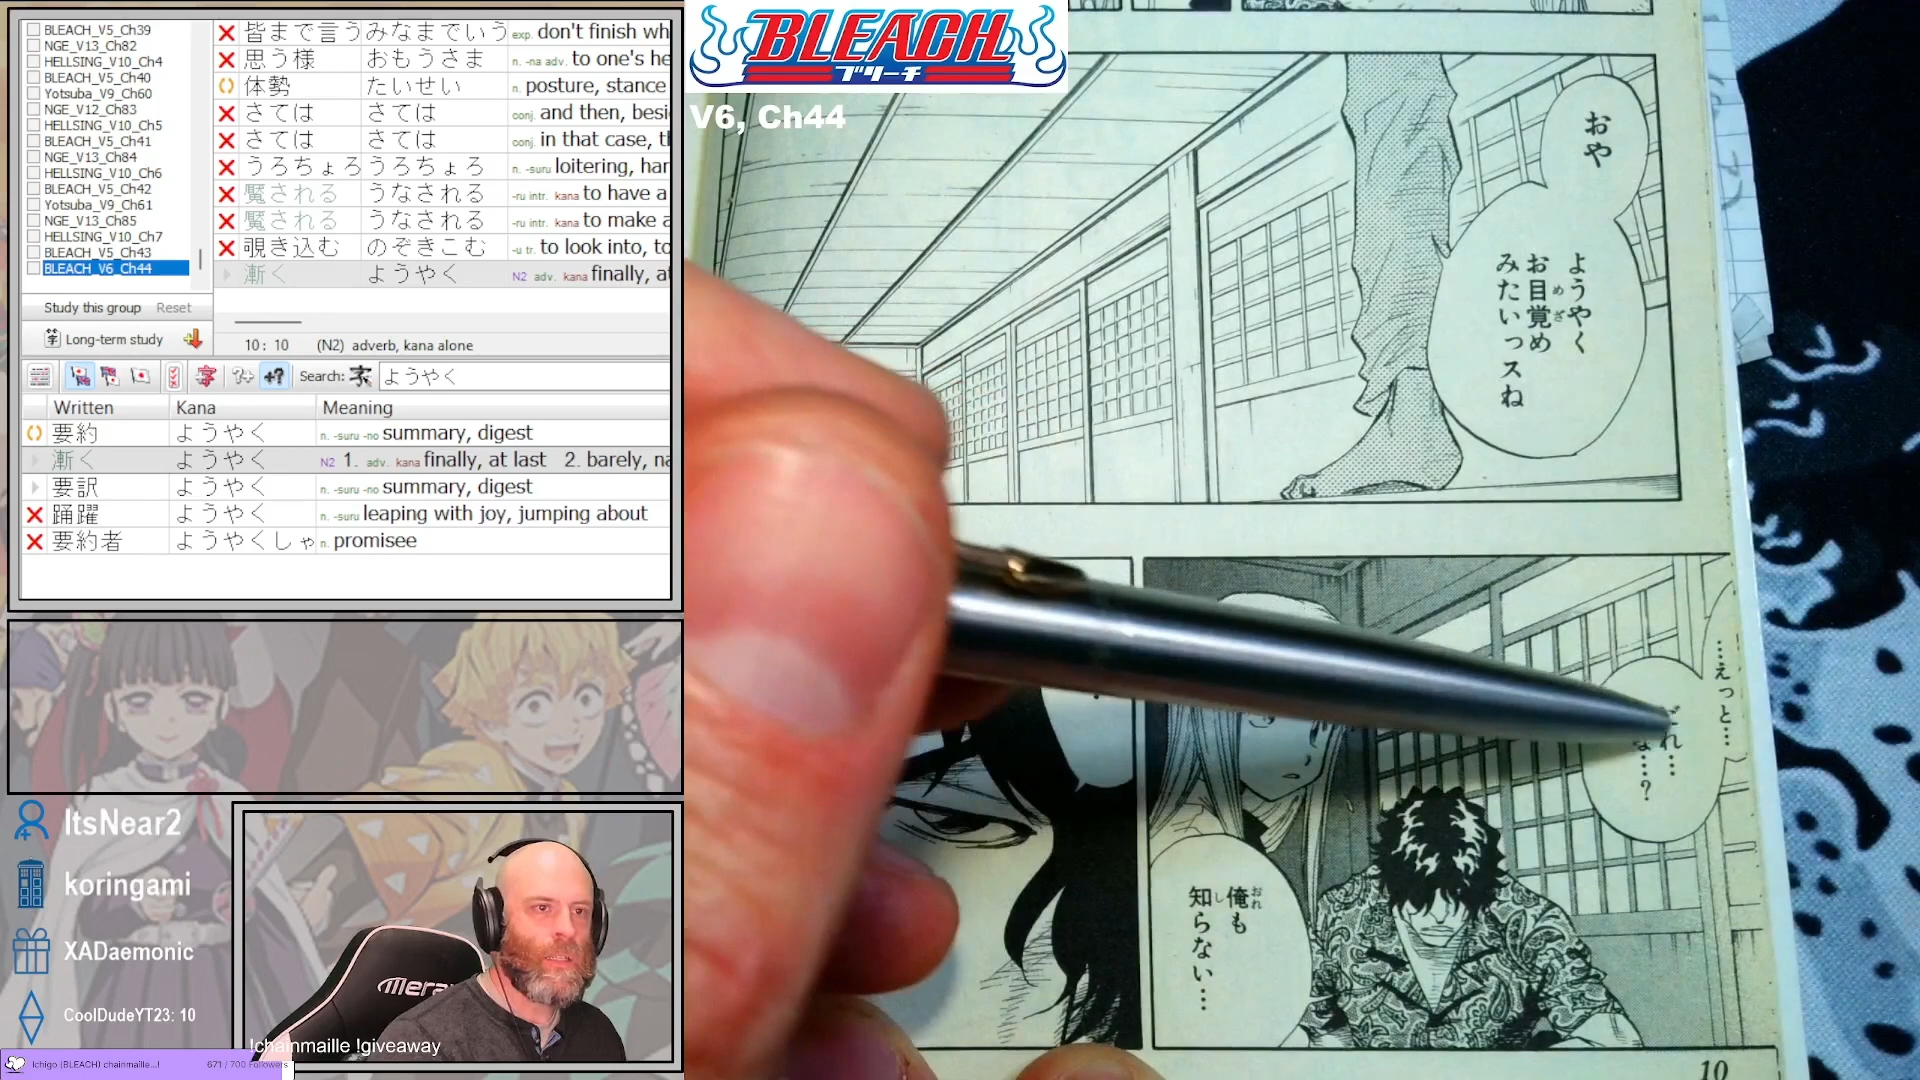 BLEACH_V5_Ch39
NGE_V13_Ch82
HELLSING_V10_Ch4
BLEACH_V5_Ch40
Yotsuba_V9_Ch60
NGE_V12_Ch83
HELLSING_V10_Ch5
BLEACH_V5_Ch41
NGE_V13_Ch84
HELLSING_V10_Ch6
BLEACH_V5_Ch42
Yotsuba_V9_Ch61
NGE_V13_Ch85
HELLSING_V10_Ch7
BLEACH_V5_Ch43
BLEACH_V6_Ch44
Study this group Reset
Long-term study
皆まで言う みなまでいう exp. don't finish wh
思う様 おもうさま n. -na adv. to one's he
体勢 たいせい n. posture, stance
さては さては conj. and then, besi
さては さては conj. in that case, th
うろちょろ うろちょろ n. -suru loitering, har
魘される うなされる -ru intr. kana to have a
魘される うなされる -ru intr. kana to make a
覗き込む のぞきこむ -u tr. to look into, to
漸く ようやく N2 adv. kana finally, at
10: 10 (N2) adverb, kana alone
Search: ようやく
Written Kana Meaning
要約 ようやく n. -suru -no summary, digest
漸く ようやく N2 1. adv. kana finally, at last 2. barely, na
要訳 ようやく n. -suru -no summary, digest
踊躍 ようやく n. -suru leaping with joy, jumping about
要約者 ようやくしゃ n. promisee
ItsNear2
koringami
XADaemonic
CoolDudeYT23: 10
!chainmaille !giveaway
Ichigo (BLEACH) chainmaille...! 671 / 700 Followers
BLEACH
ブリーチ
V6, Ch44
おや
ようやく
お目覚め
みたいっスね
…えっと…
俺も
知らない…
10